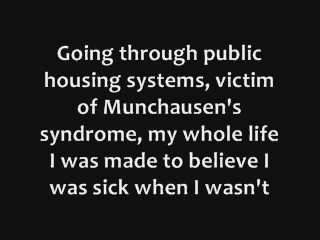 Going through public
housing systems, victim
of Munchausen's
syndrome, my whole life
I was made to believe I
was sick when I wasn't